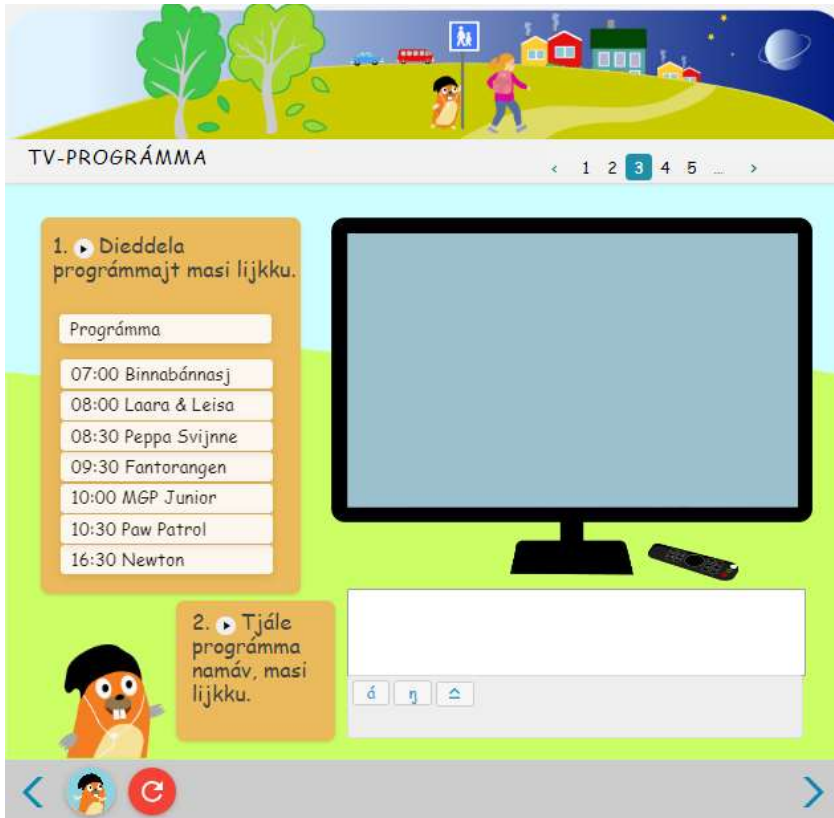 TV-PROGRÁMMA
‹ 1 2 3 4 5 ... ›
1. Dieddela
prográmmajt masi lijkku.
Prográmma
07:00 Binnabánnasj
08:00 Laara & Leisa
08:30 Peppa Svijnne
09:30 Fantorangen
10:00 MGP Junior
10:30 Paw Patrol
16:30 Newton
2. Tjále
prográmma
namáv, masi
lijkku.
á ŋ